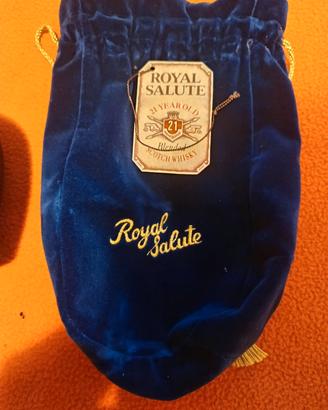 ROYAL
SALUTE
21 YEAR OLD
21
Blended
SCOTCH WHISKY
Royal
Salute